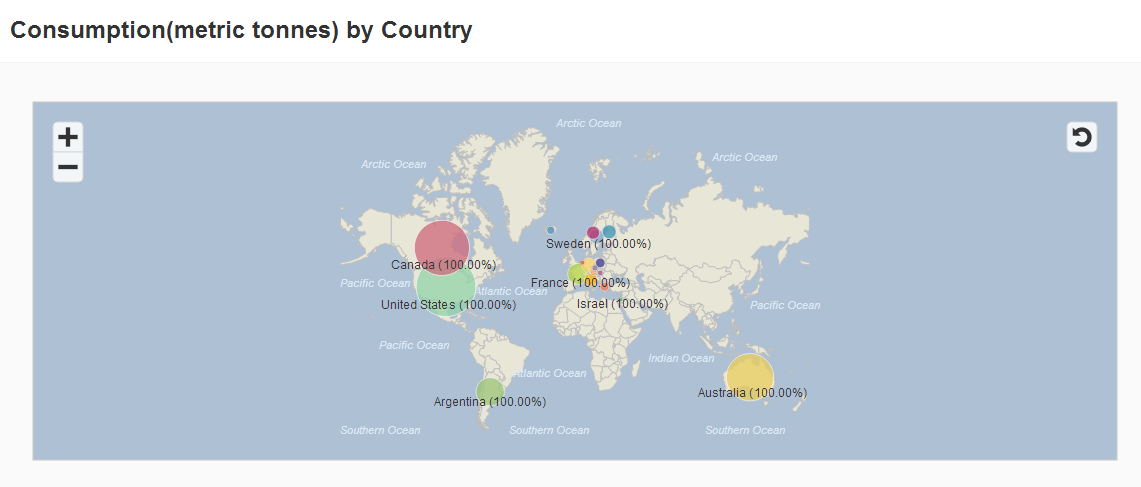 Consumption(metric tonnes) by Country
Arctic Ocean
Arctic Ocean
Arctic Ocean
Sweden (100.00%)
Canada (100.00%)
Pacific Ocean
France (100.00%)
Atlantic Ocean
United States (100.00%)
Israel (100.00%)
Pacific Ocean
Pacific Ocean
Indian Ocean
Atlantic Ocean
Australia (100.00%)
Argentina (100.00%)
Southern Ocean
Southern Ocean
Southern Ocean